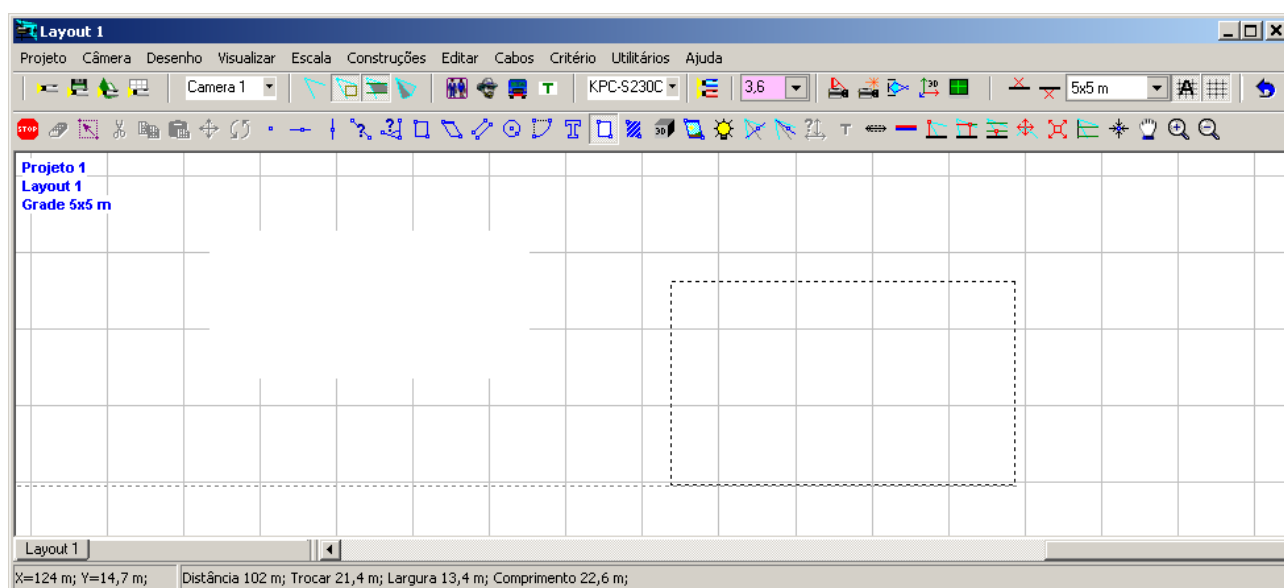 Layout 1
Projeto Câmera Desenho Visualizar Escala Construções Editar Cabos Critério Utilitários Ajuda
Camera 1 T KPC-S230C 3,6 3D 5x5 m A
STOP ? ? T 3D ? T
Projeto 1
Layout 1
Grade 5x5 m
Layout 1
X=124 m; Y=14,7 m; Distância 102 m; Trocar 21,4 m; Largura 13,4 m; Comprimento 22,6 m;